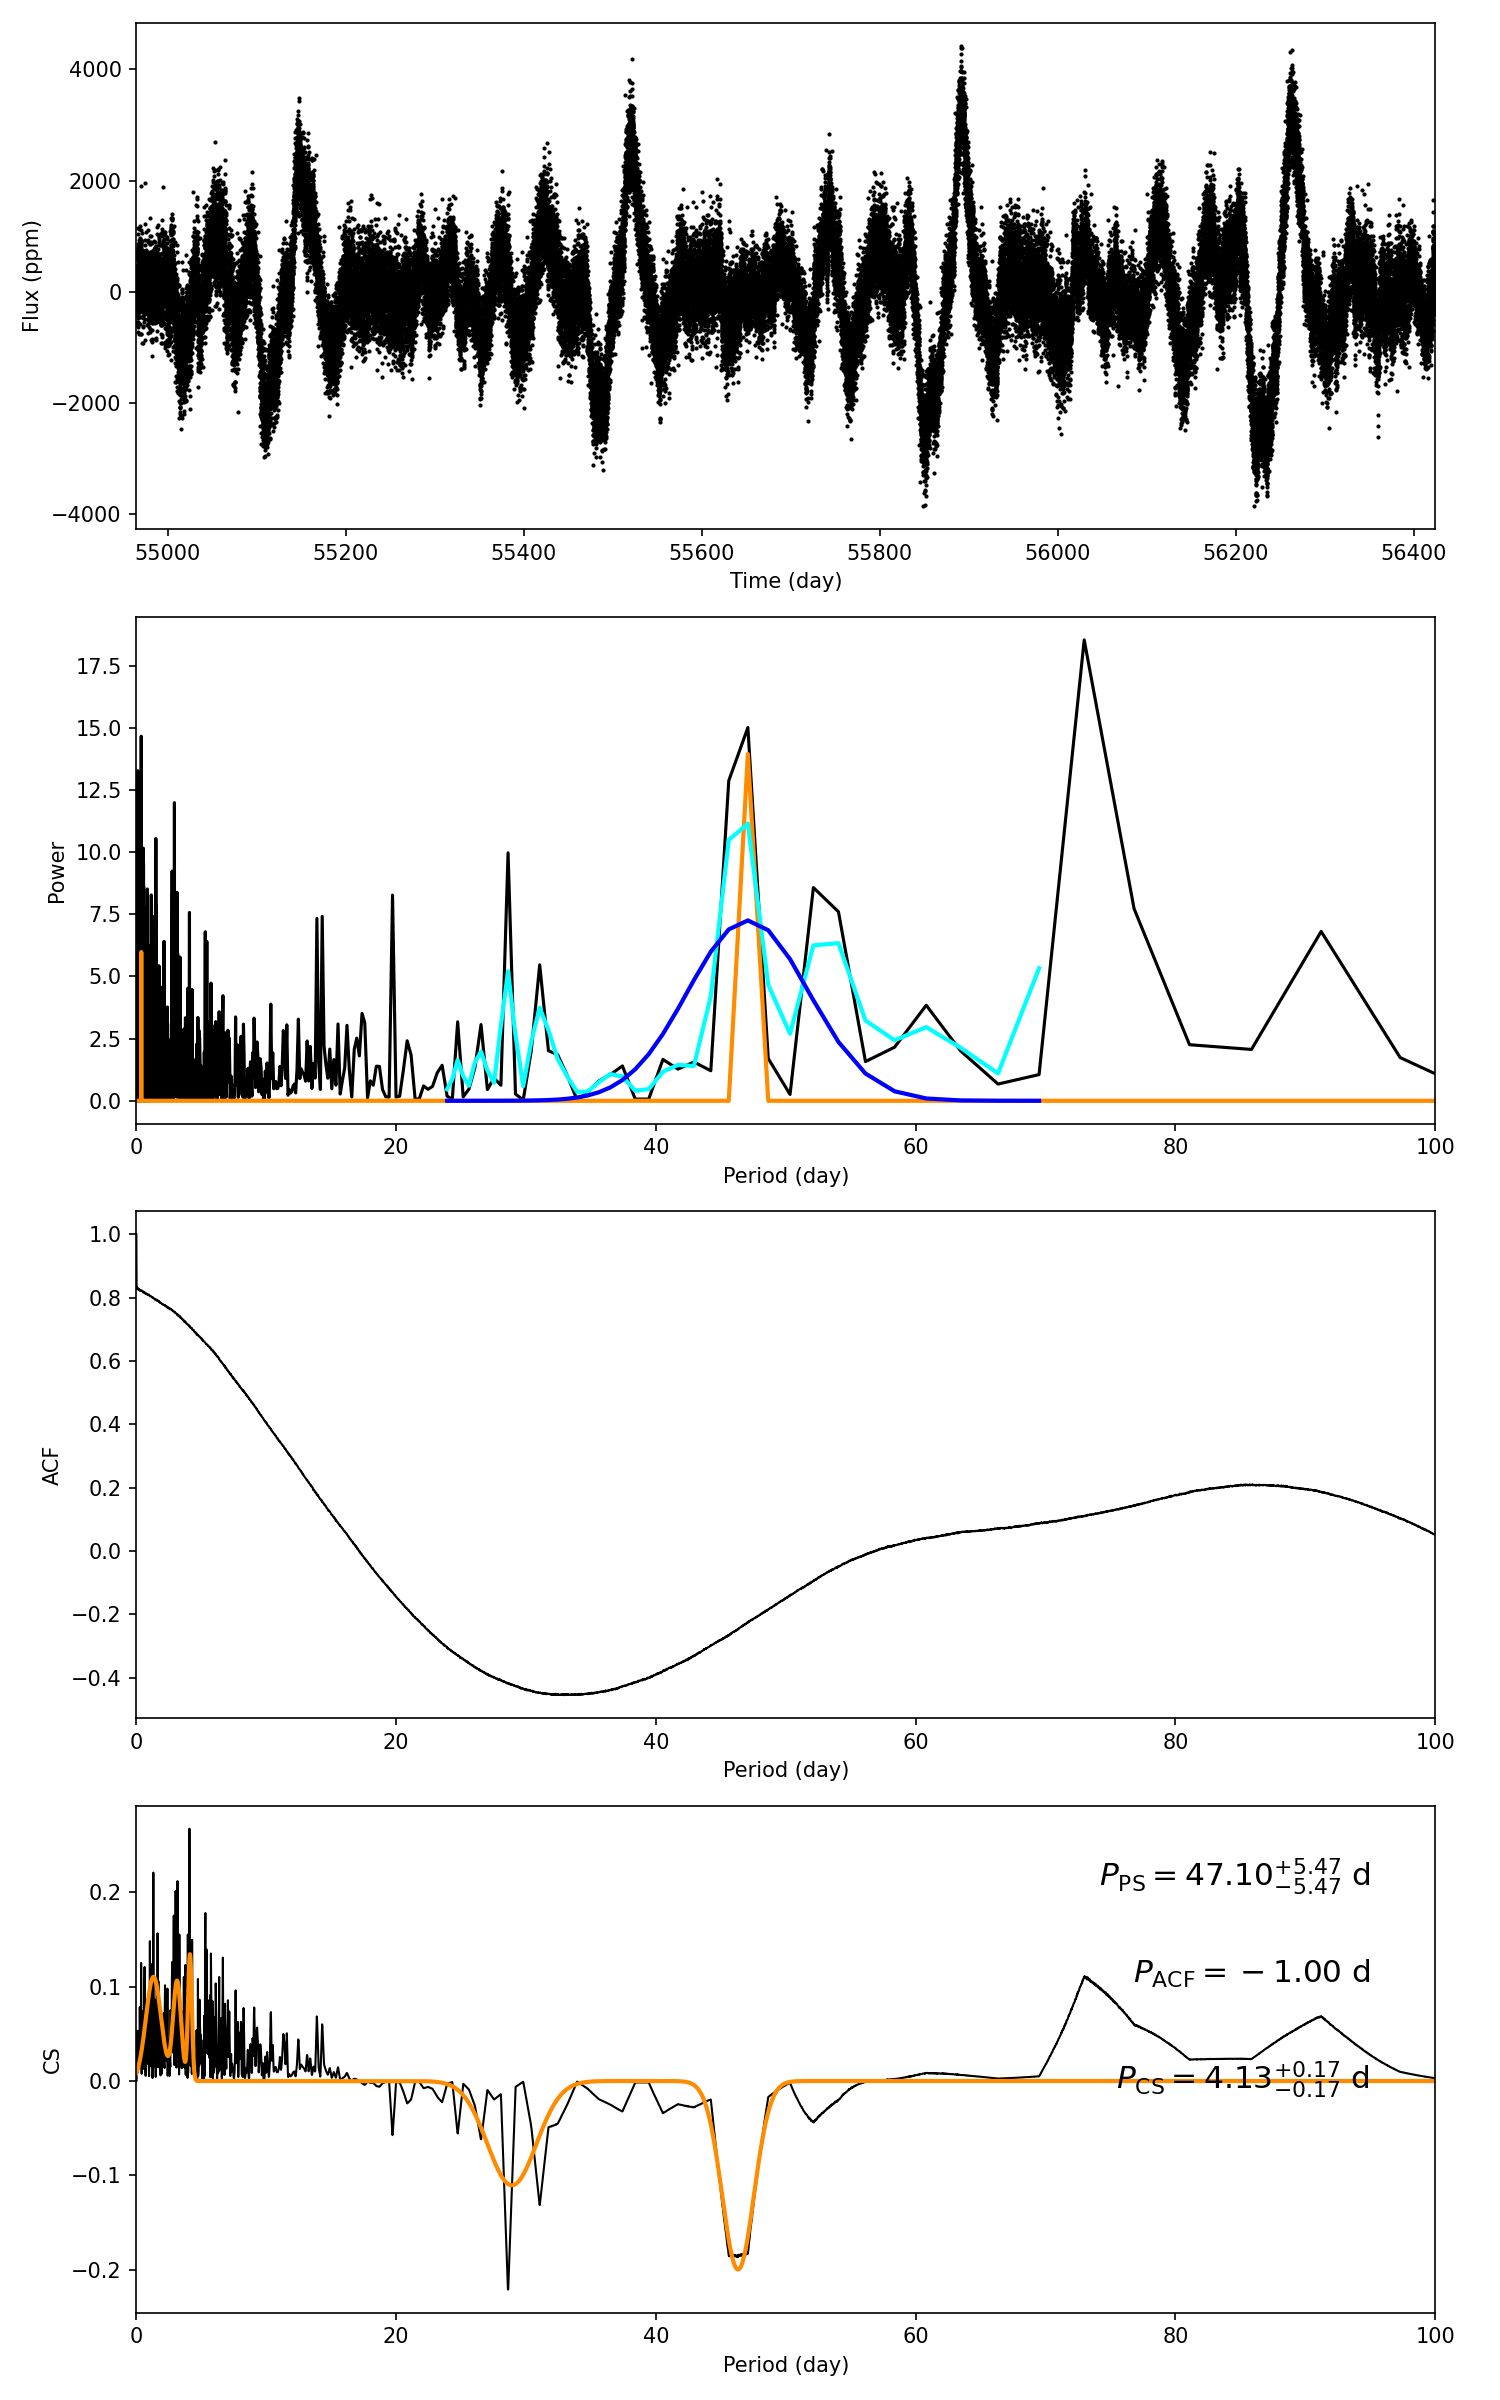 4000
2000
0
−2000
−4000
Flux (ppm)
55000 55200 55400 55600 55800 56000 56200 56400
Time (day)
17.5
15.0
12.5
10.0
7.5
5.0
2.5
0.0
Power
0 20 40 60 80 100
Period (day)
1.0
0.8
0.6
0.4
0.2
0.0
−0.2
−0.4
ACF
0 20 40 60 80 100
Period (day)
0.2
0.1
0.0
−0.1
−0.2
CS
P_PS = 47.10^{+5.47}_{−5.47} d
P_ACF = −1.00 d
P_CS = 4.13^{+0.17}_{−0.17} d
0 20 40 60 80 100
Period (day)